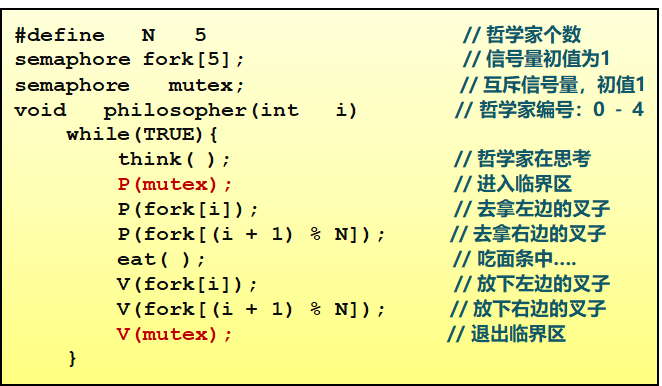 #define N 5 // 哲学家个数
semaphore fork[5]; // 信号量初值为1
semaphore mutex; // 互斥信号量，初值1
void philosopher(int i) // 哲学家编号：0 - 4
while(TRUE){
think( ); // 哲学家在思考
P(mutex); // 进入临界区
P(fork[i]); // 去拿左边的叉子
P(fork[(i + 1) % N]); // 去拿右边的叉子
eat( ); // 吃面条中….
V(fork[i]); // 放下左边的叉子
V(fork[(i + 1) % N]); // 放下右边的叉子
V(mutex); // 退出临界区
}